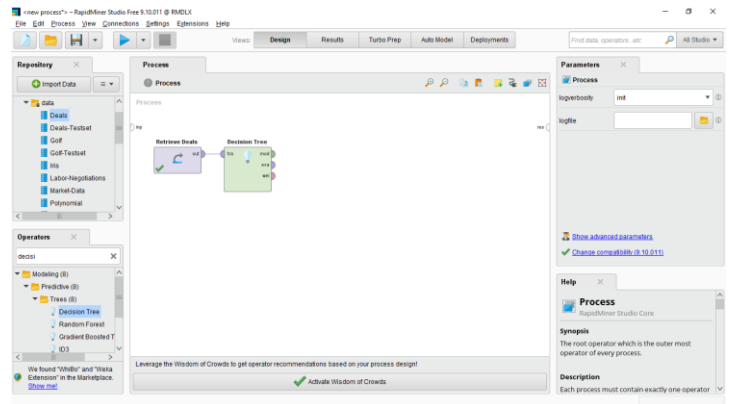 <new process*> – RapidMiner Studio Free 9.10.011 @ RMDLX
File Edit Process View Connections Settings Extensions Help
Views: Design Results Turbo Prep Auto Model Deployments Find data, operators...etc All Studio
Repository
Import Data
data
Deals
Deals-Testset
Golf
Golf-Testset
Iris
Labor-Negotiations
Market-Data
Polynomial
Operators
decisi
Modeling (8)
Predictive (8)
Trees (8)
Decision Tree
Random Forest
Gradient Boosted T
ID3
We found "WhiBo" and "Weka
Extension" in the Marketplace.
Show me!
Process
Process
Process
inp res
Retrieve Deals Decision Tree
out tra mod
exa
wei
Leverage the Wisdom of Crowds to get operator recommendations based on your process design!
Activate Wisdom of Crowds
Parameters
Process
logverbosity init
logfile
Show advanced parameters
Change compatibility (9.10.011)
Help
Process
RapidMiner Studio Core
Synopsis
The root operator which is the outer most
operator of every process.
Description
Each process must contain exactly one operator